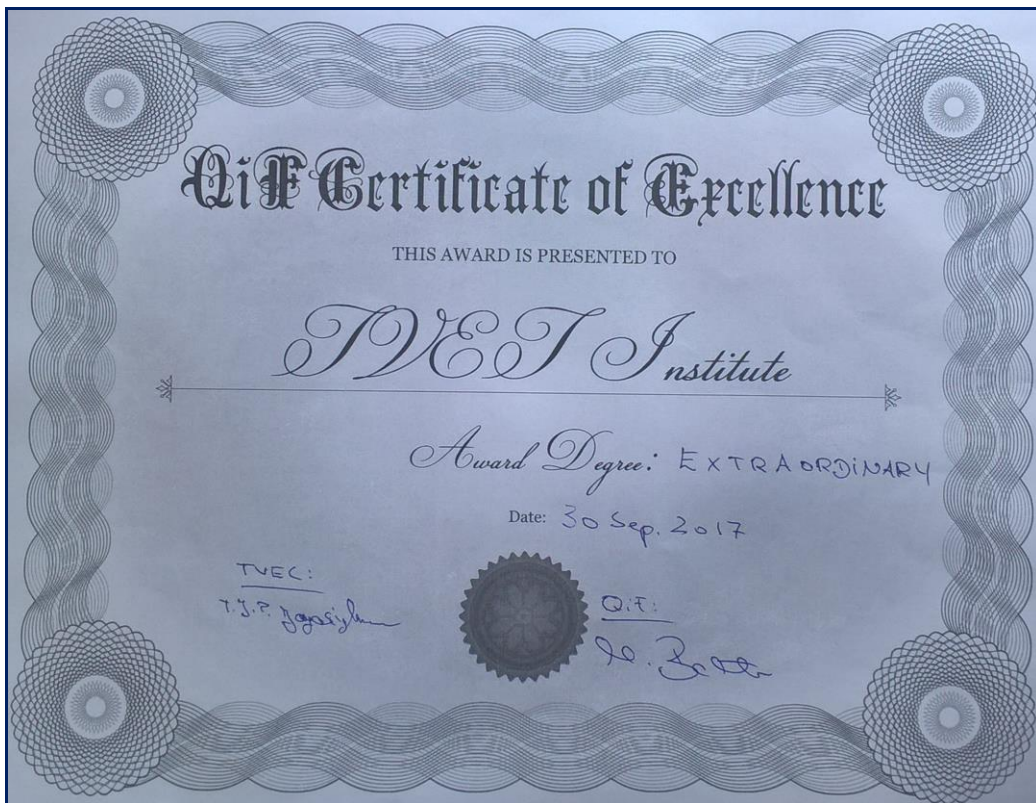 QiF Certificate of Excellence
THIS AWARD IS PRESENTED TO
TVET Institute
Award Degree: EXTRAORDINARY
Date: 30 Sep. 2017
TVEC:
QiF: